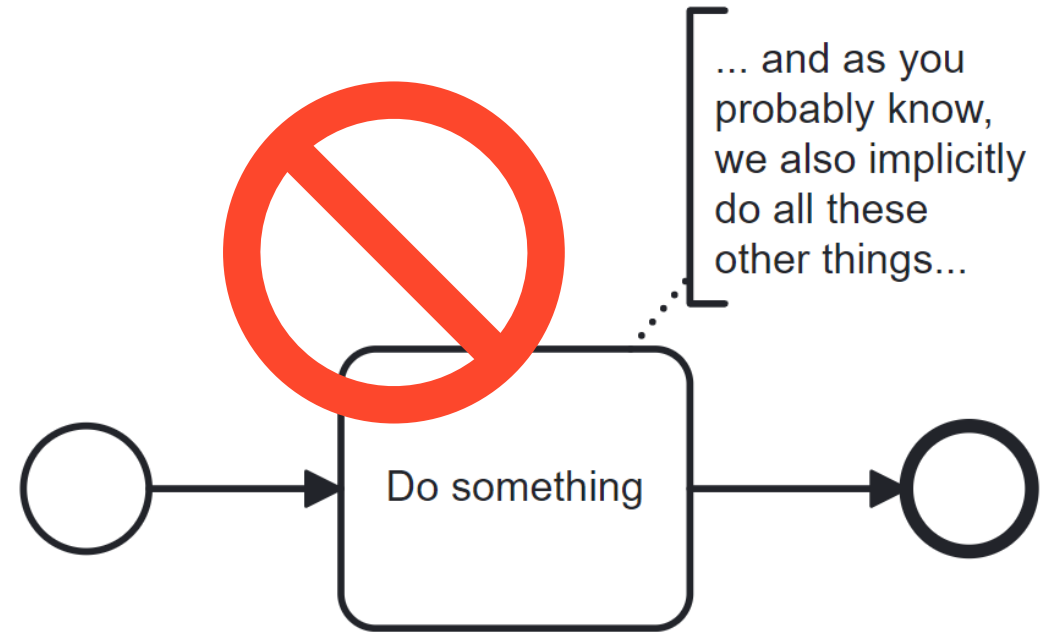 ... and as you
probably know,
we also implicitly
do all these
other things...
Do something